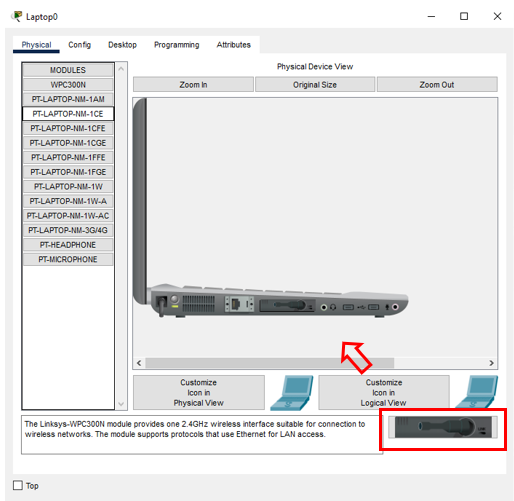 Laptop0
Physical Config Desktop Programming Attributes
MODULES
WPC300N
PT-LAPTOP-NM-1AM
PT-LAPTOP-NM-1CE
PT-LAPTOP-NM-1CFE
PT-LAPTOP-NM-1CGE
PT-LAPTOP-NM-1FFE
PT-LAPTOP-NM-1FGE
PT-LAPTOP-NM-1W
PT-LAPTOP-NM-1W-A
PT-LAPTOP-NM-1W-AC
PT-LAPTOP-NM-3G/4G
PT-HEADPHONE
PT-MICROPHONE
Physical Device View
Zoom In Original Size Zoom Out
Customize
Icon in
Physical View
Customize
Icon in
Logical View
The Linksys-WPC300N module provides one 2.4GHz wireless interface suitable for connection to
wireless networks. The module supports protocols that use Ethernet for LAN access.
Top